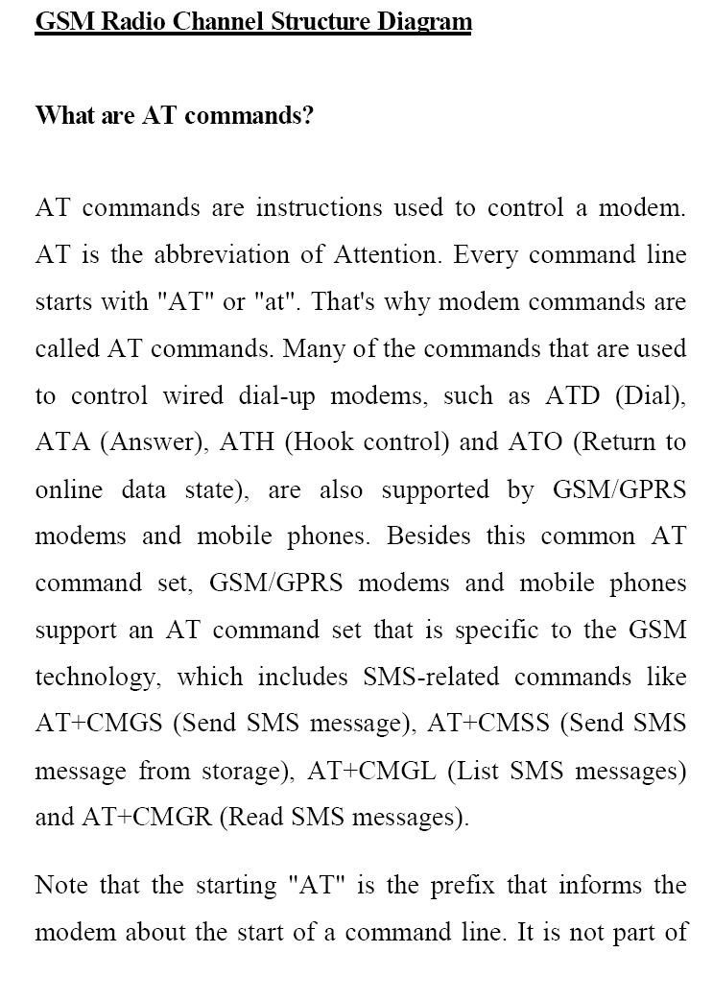 GSM Radio Channel Structure Diagram
What are AT commands?
AT commands are instructions used to control a modem.
AT is the abbreviation of Attention. Every command line
starts with "AT" or "at". That's why modem commands are
called AT commands. Many of the commands that are used
to control wired dial-up modems, such as ATD (Dial),
ATA (Answer), ATH (Hook control) and ATO (Return to
online data state), are also supported by GSM/GPRS
modems and mobile phones. Besides this common AT
command set, GSM/GPRS modems and mobile phones
support an AT command set that is specific to the GSM
technology, which includes SMS-related commands like
AT+CMGS (Send SMS message), AT+CMSS (Send SMS
message from storage), AT+CMGL (List SMS messages)
and AT+CMGR (Read SMS messages).
Note that the starting "AT" is the prefix that informs the
modem about the start of a command line. It is not part of